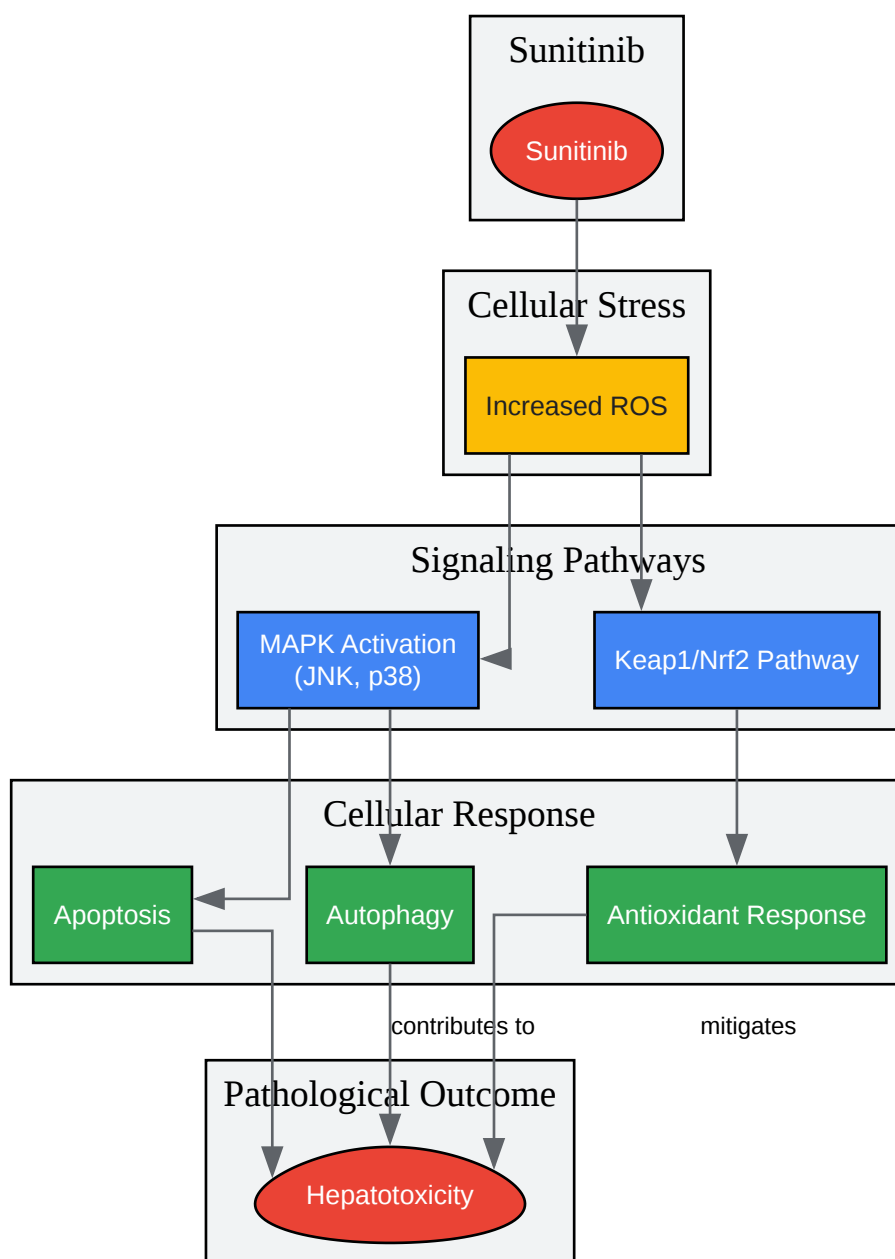 Sunitinib
Sunitinib
Cellular Stress
Increased ROS
Signaling Pathways
MAPK Activation
(JNK, p38)
Keap1/Nrf2 Pathway
Cellular Response
Apoptosis
Autophagy
Antioxidant Response
contributes to
mitigates
Pathological Outcome
Hepatotoxicity